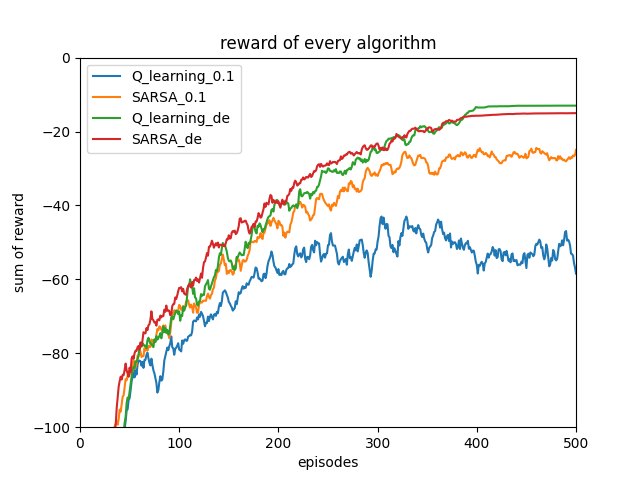 reward of every algorithm
Q_learning_0.1
SARSA_0.1
Q_learning_de
SARSA_de
sum of reward
0
−20
−40
−60
−80
−100
0 100 200 300 400 500
episodes